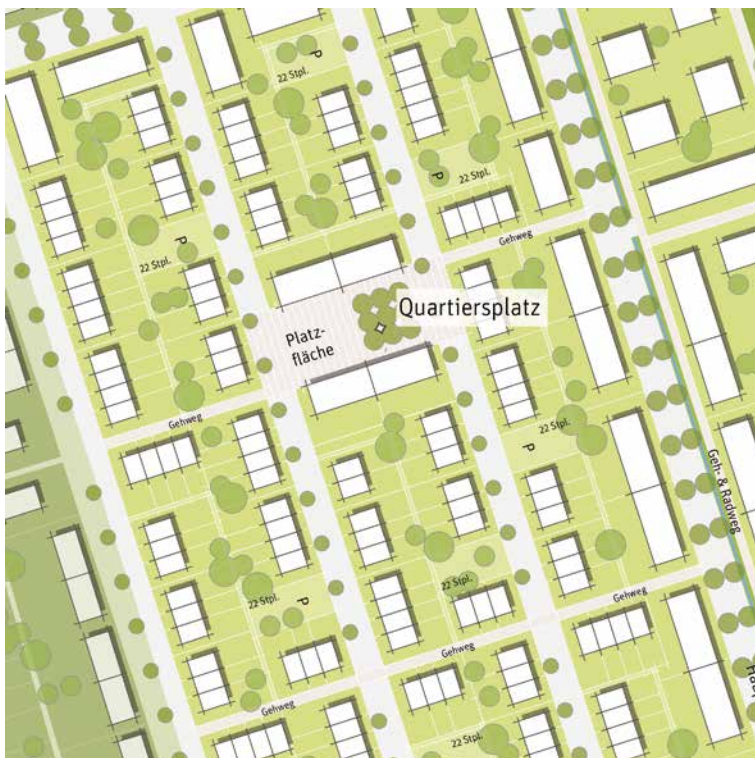 P
22 Stpl.
P
22 Stpl.
P
22 Stpl.
Gehweg
Quartiersplatz
Platz-
fläche
Gehweg
22 Stpl.
P
Geh- & Radweg
22 Stpl.
22 Stpl.
P
Gehweg
Gehweg
Gehweg
22 Stpl.